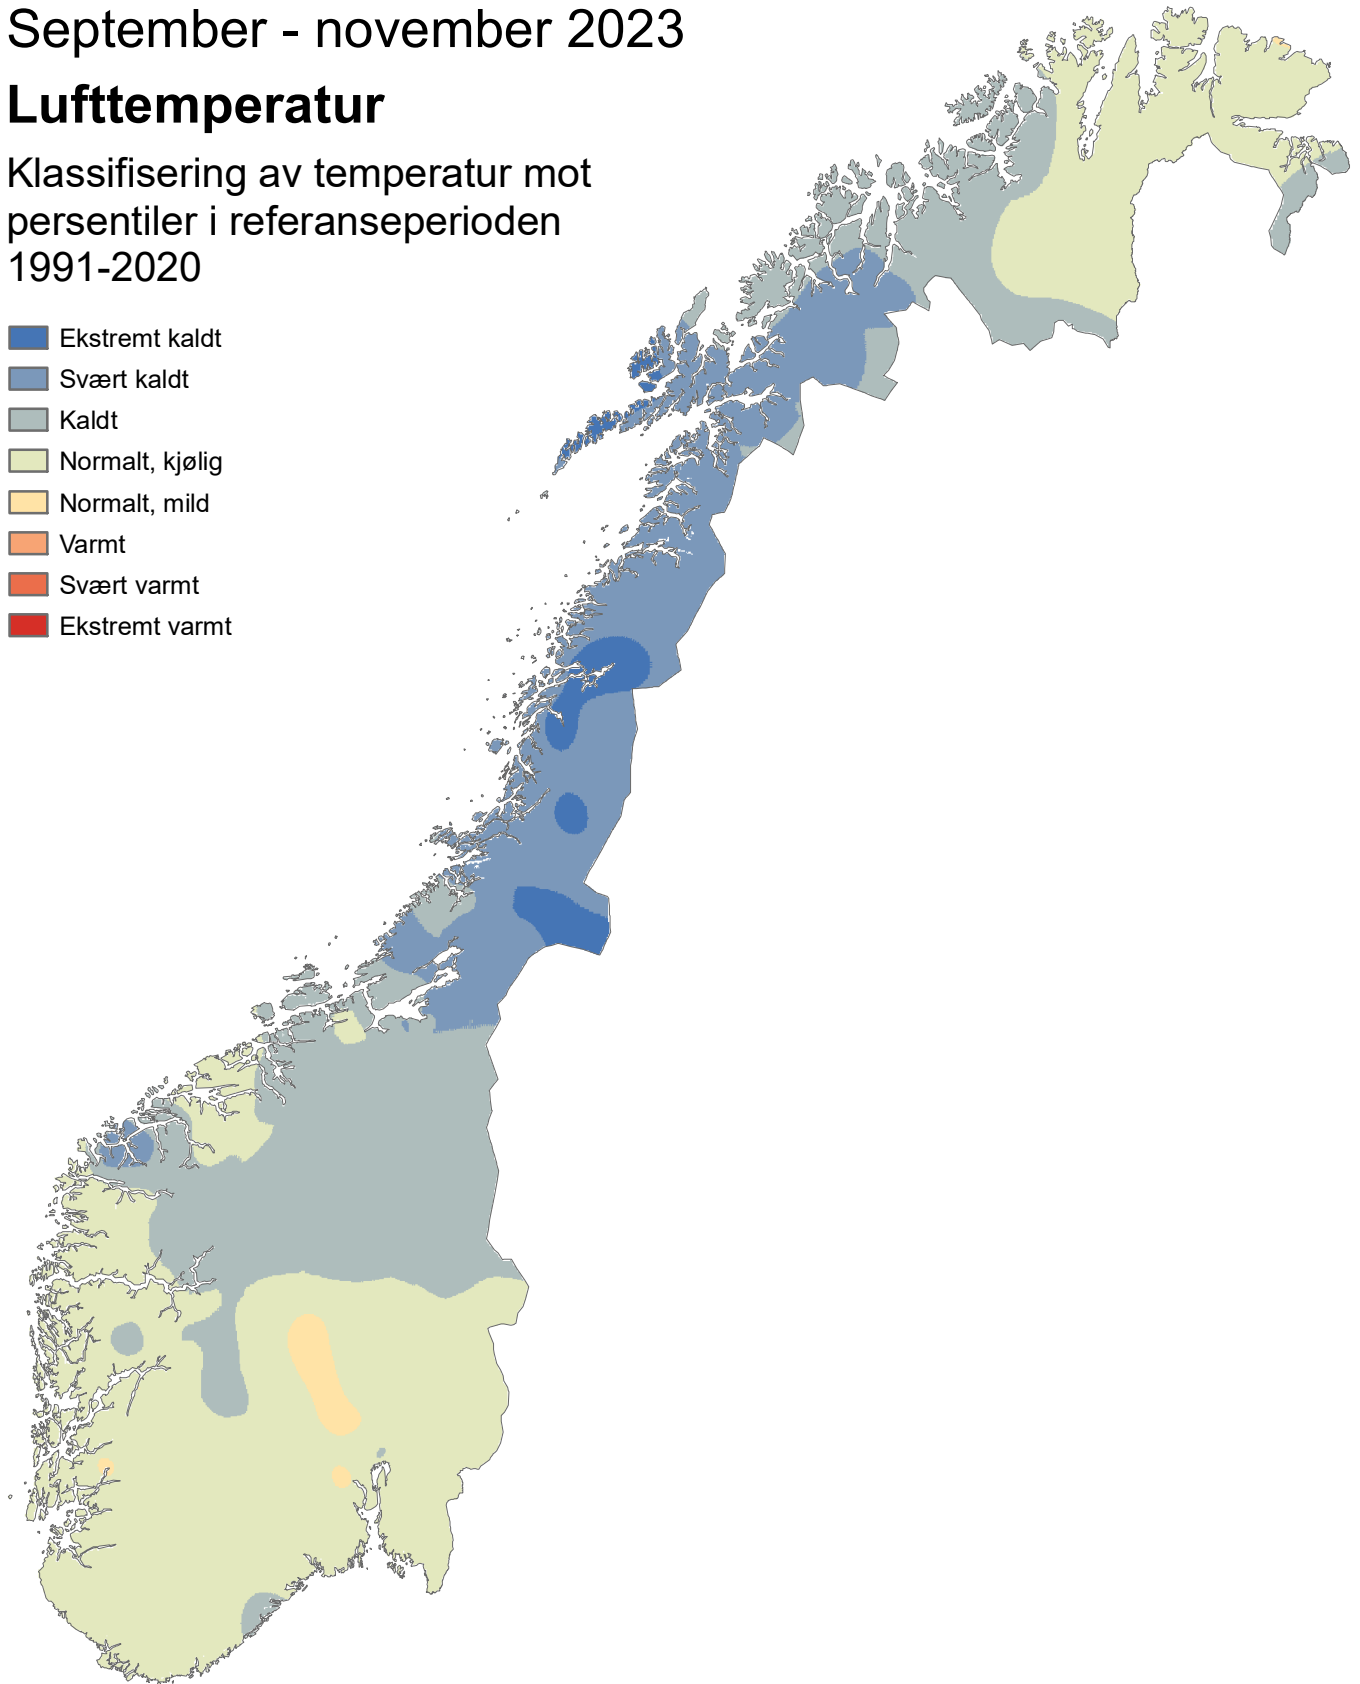 September - november 2023
Lufttemperatur
Klassifisering av temperatur mot
persentiler i referanseperioden
1991-2020
Ekstremt kaldt
Svært kaldt
Kaldt
Normalt, kjølig
Normalt, mild
Varmt
Svært varmt
Ekstremt varmt